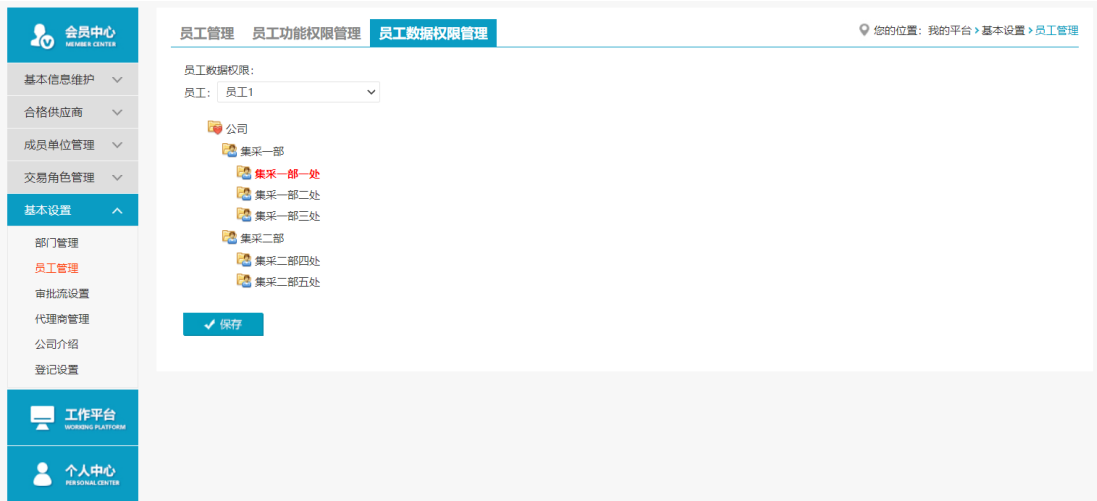 会员中心
MEMBER CENTER
基本信息维护
合格供应商
成员单位管理
交易角色管理
基本设置
部门管理
员工管理
审批流设置
代理商管理
公司介绍
登记设置
工作平台
WORKING PLATFORM
个人中心
PERSONAL CENTER
员工管理 员工功能权限管理 员工数据权限管理
您的位置：我的平台 > 基本设置 > 员工管理
员工数据权限：
员工： 员工1
公司
集采一部
集采一部一处
集采一部二处
集采一部三处
集采二部
集采二部四处
集采二部五处
保存